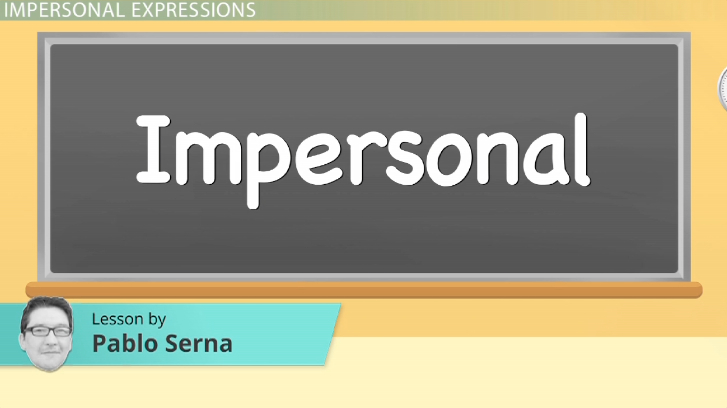 IMPERSONAL EXPRESSIONS
Impersonal
Lesson by
Pablo Serna